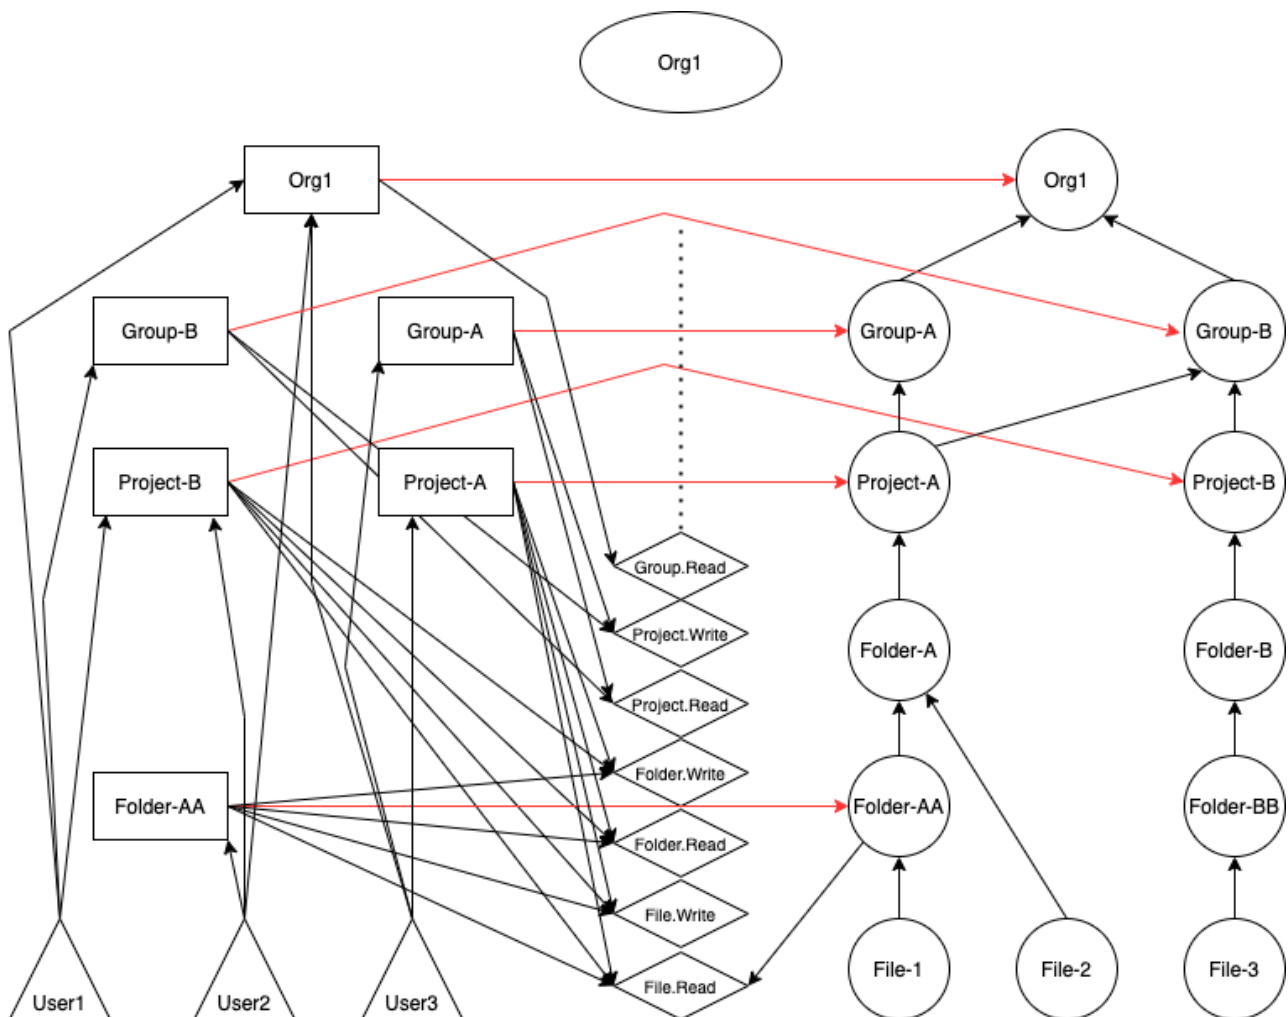 Org1
Org1
Org1
Group-B
Group-A
Group-A
Group-B
Project-B
Project-A
Project-A
Project-B
Group.Read
Project.Write
Folder-A
Folder-B
Project.Read
Folder.Write
Folder-AA
Folder-AA
Folder-BB
Folder.Read
File.Write
File-1
File-2
File-3
File.Read
User1
User2
User3